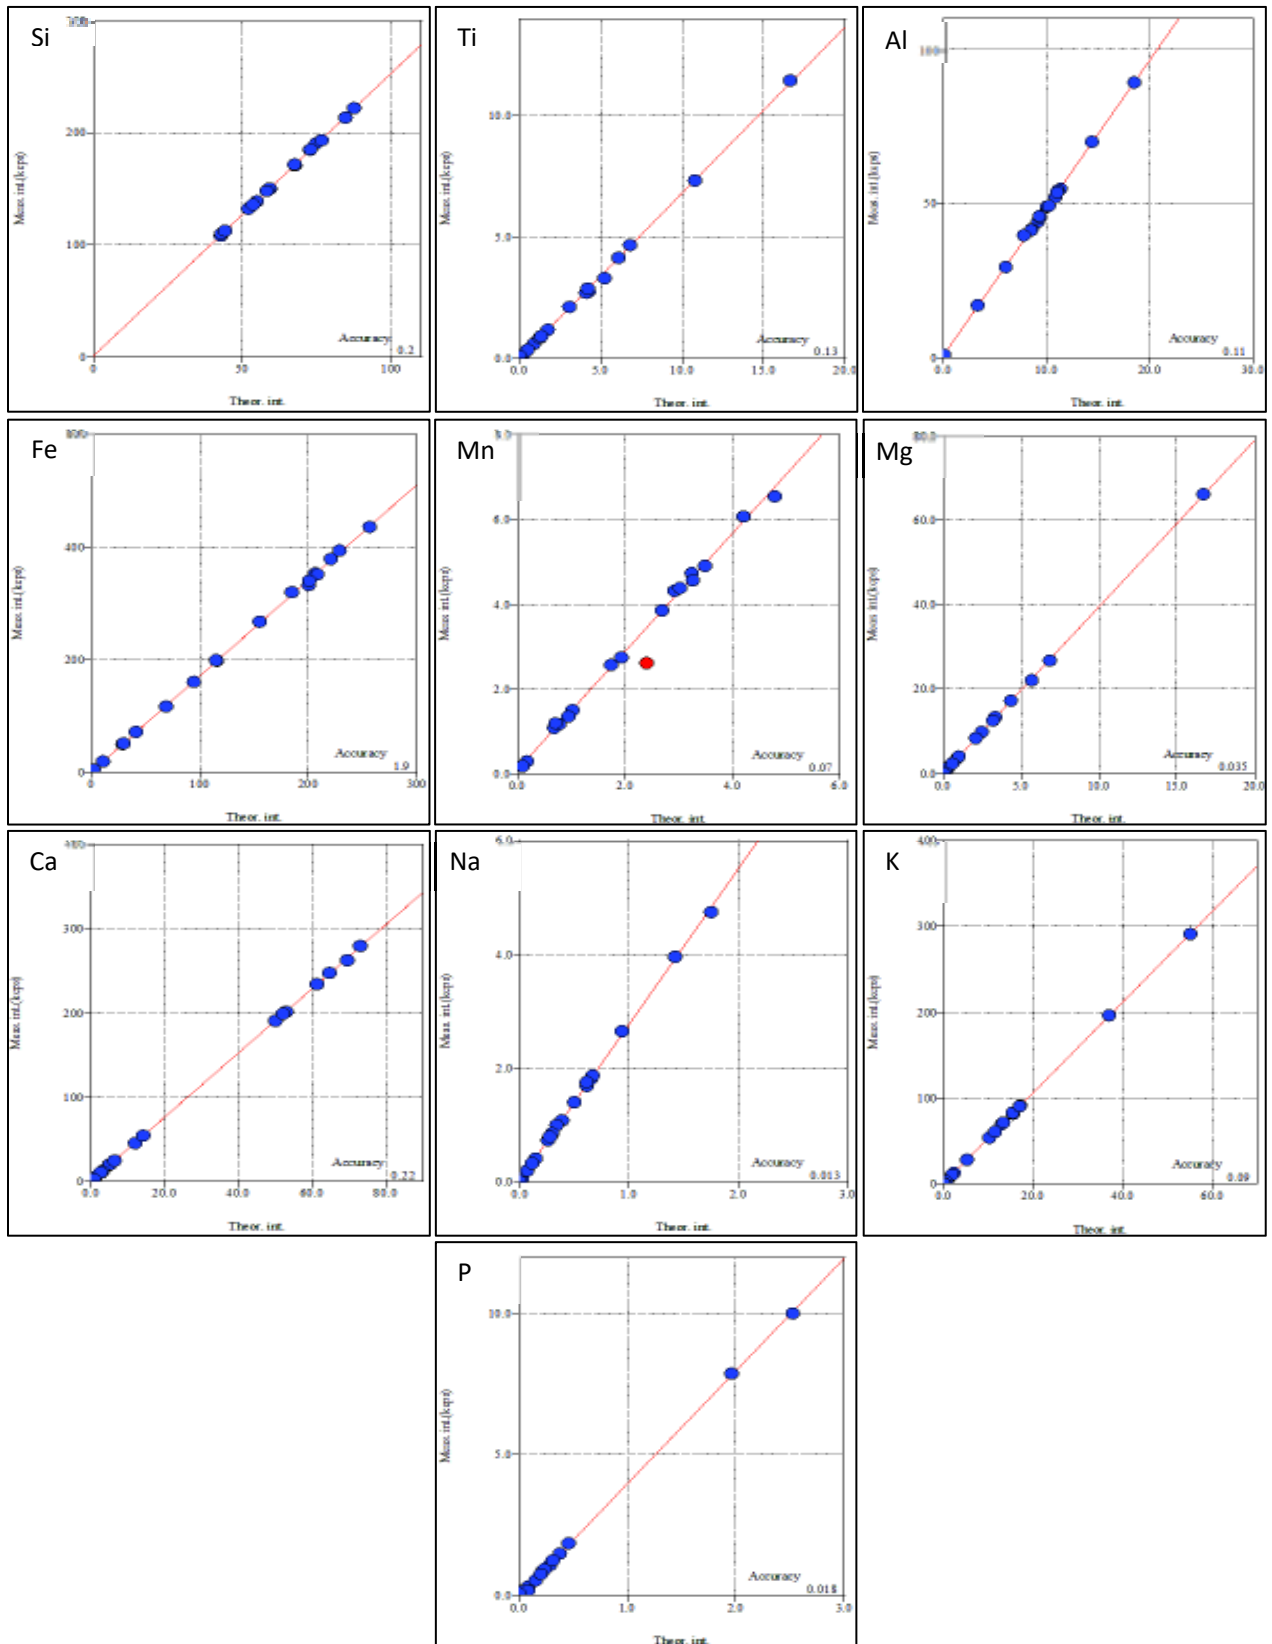 Si
200
100
0
0
50
100
Meas. int.(kcps)
Accuracy
0.2
Theor. int.
Ti
10.0
5.0
0.0
0.0
5.0
10.0
15.0
20.0
Meas. int.(kcps)
Accuracy
0.13
Theor. int.
Al
100
50
0
0.0
10.0
20.0
30.0
Meas. int.(kcps)
Accuracy
0.11
Theor. int.
Fe
400
200
0
0
100
200
300
Meas. int.(kcps)
Accuracy
1.9
Theor. int.
Mn
6.0
4.0
2.0
0.0
0.0
2.0
4.0
6.0
Meas. int.(kcps)
Accuracy
0.07
Theor. int.
Mg
80.0
60.0
40.0
20.0
0.0
0.0
5.0
10.0
15.0
20.0
Meas. int.(kcps)
Accuracy
0.035
Theor. int.
Ca
400
300
200
100
0
0.0
20.0
40.0
60.0
80.0
Meas. int.(kcps)
Accuracy
0.22
Theor. int.
Na
6.0
4.0
2.0
0.0
0.0
1.0
2.0
3.0
Meas. int.(kcps)
Accuracy
0.013
Theor. int.
K
400
300
200
100
0
0.0
20.0
40.0
60.0
Meas. int.(kcps)
Accuracy
0.09
Theor. int.
P
10.0
5.0
0.0
0.0
1.0
2.0
3.0
Meas. int.(kcps)
Accuracy
0.018
Theor. int.